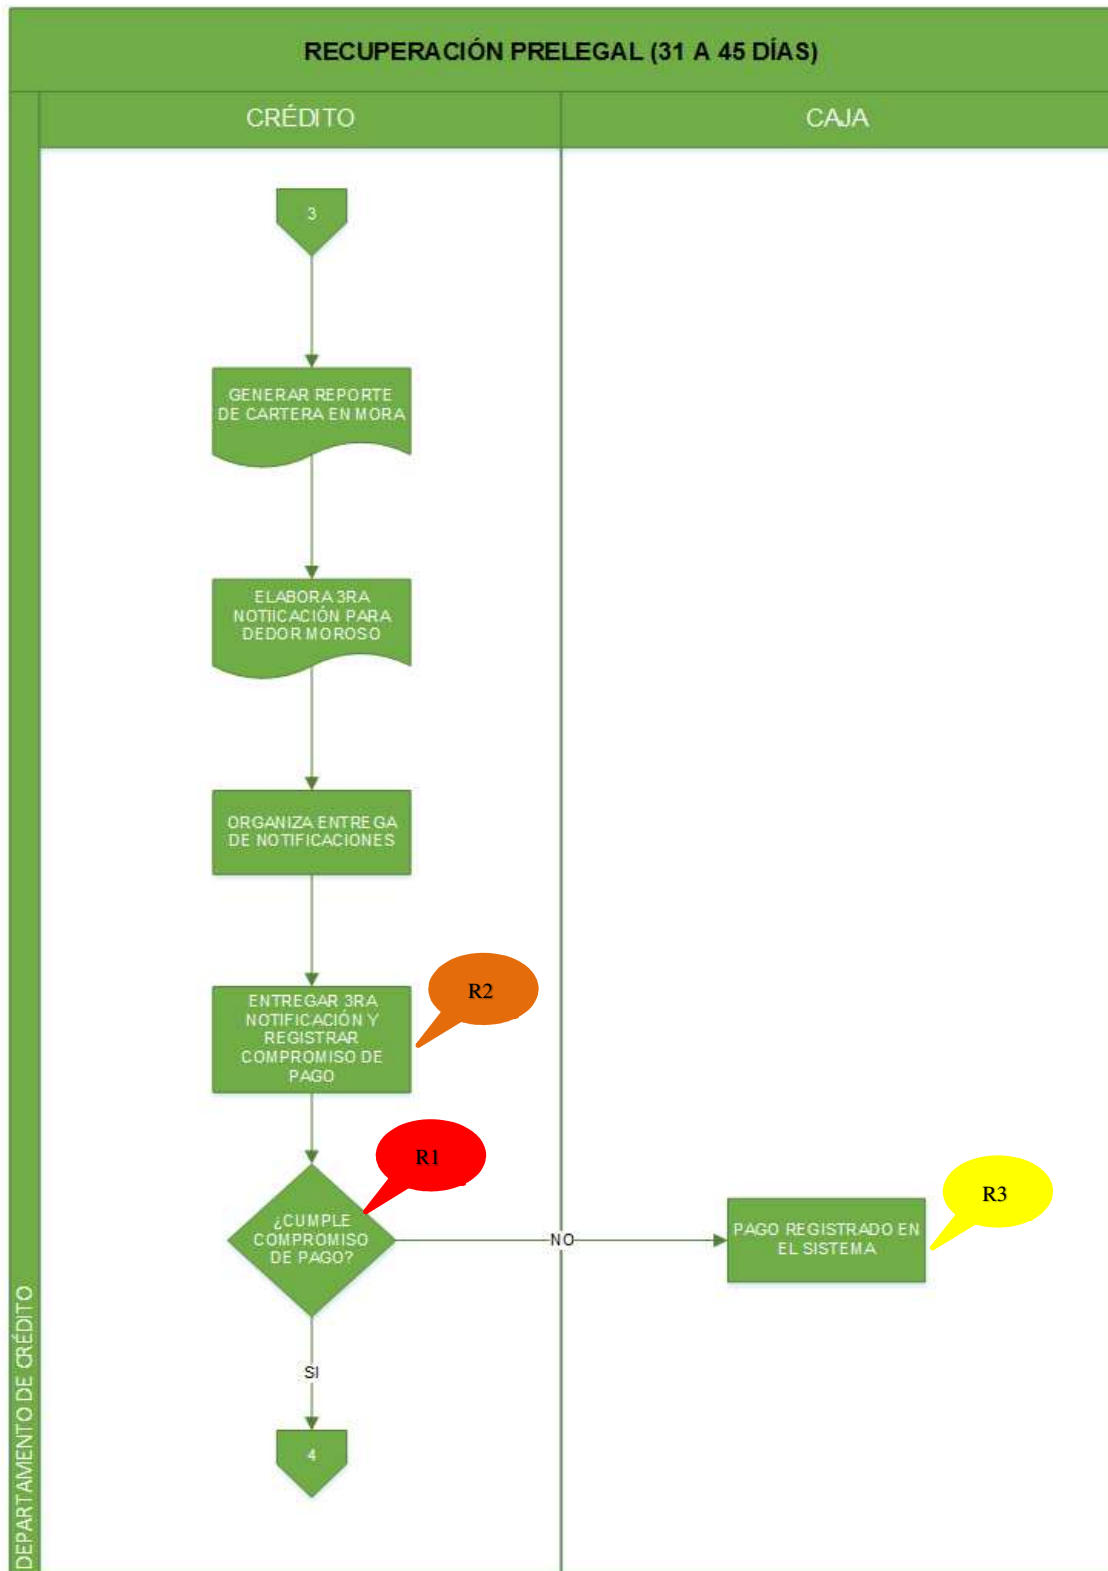 RECUPERACIÓN PRELEGAL (31 A 45 DÍAS)
CRÉDITO
CAJA
3
GENERAR REPORTE
DE CARTERA EN MORA
ELABORA 3RA
NOTIICACIÓN PARA
DEDOR MOROSO
ORGANIZA ENTREGA
DE NOTIFICACIONES
R2
ENTREGAR 3RA
NOTIFICACIÓN Y
REGISTRAR
COMPROMISO DE
PAGO
R1
¿CUMPLE
COMPROMISO
DE PAGO?
NO
R3
PAGO REGISTRADO EN
EL SISTEMA
SI
4
DEPARTAMENTO DE CRÉDITO